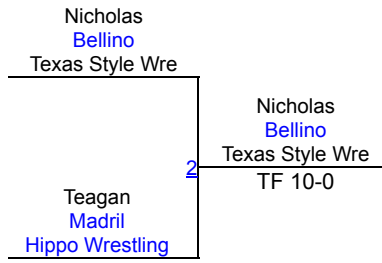 Nicholas
Bellino
Texas Style Wre
Nicholas
Bellino
Texas Style Wre
2
TF 10-0
Teagan
Madril
Hippo Wrestling